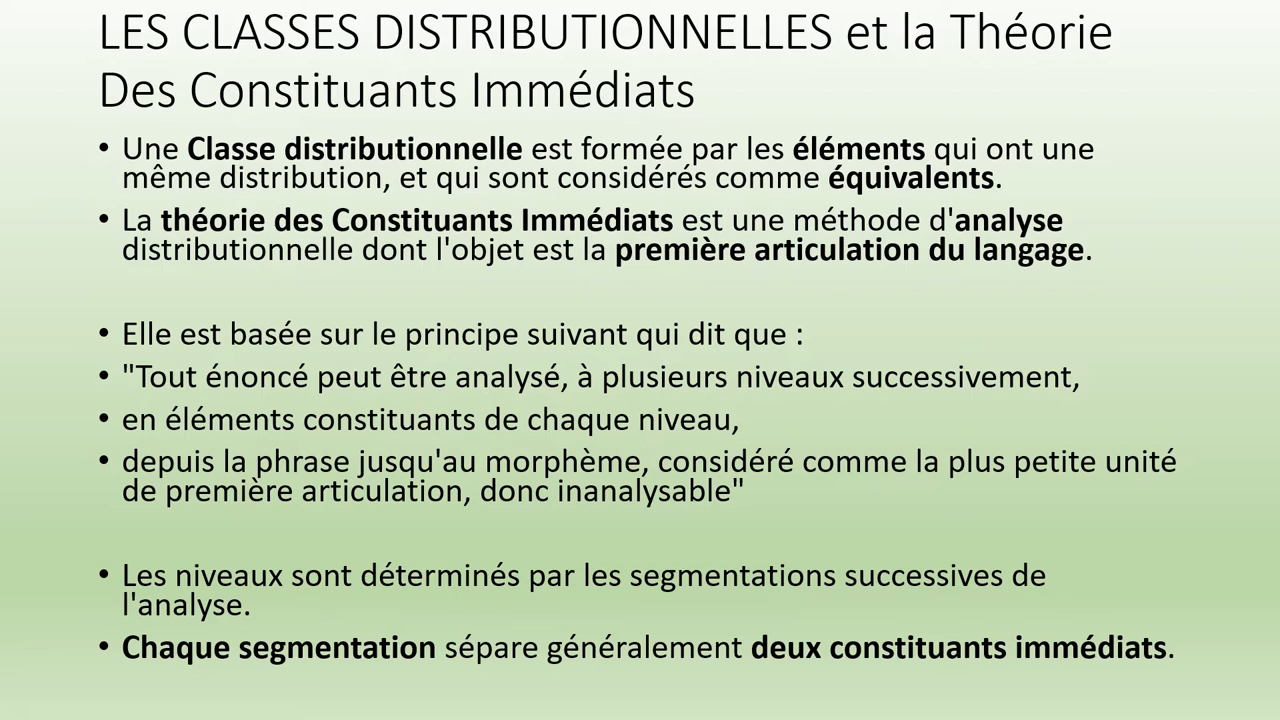 LES CLASSES DISTRIBUTIONNELLES et la Théorie
Des Constituants Immédiats
• Une Classe distributionnelle est formée par les éléments qui ont une
même distribution, et qui sont considérés comme équivalents.
• La théorie des Constituants Immédiats est une méthode d'analyse
distributionnelle dont l'objet est la première articulation du langage.
• Elle est basée sur le principe suivant qui dit que :
• "Tout énoncé peut être analysé, à plusieurs niveaux successivement,
• en éléments constituants de chaque niveau,
• depuis la phrase jusqu'au morphème, considéré comme la plus petite unité
de première articulation, donc inanalysable"
• Les niveaux sont déterminés par les segmentations successives de
l'analyse.
• Chaque segmentation sépare généralement deux constituants immédiats.